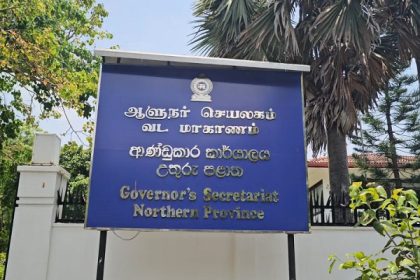 ஆளுநர் செயலகம்
வட மாகாணம்
ආණ්ඩුකාර කාර්යාලය
උතුරු පළාත
Governor's Secretariat
Northern Province